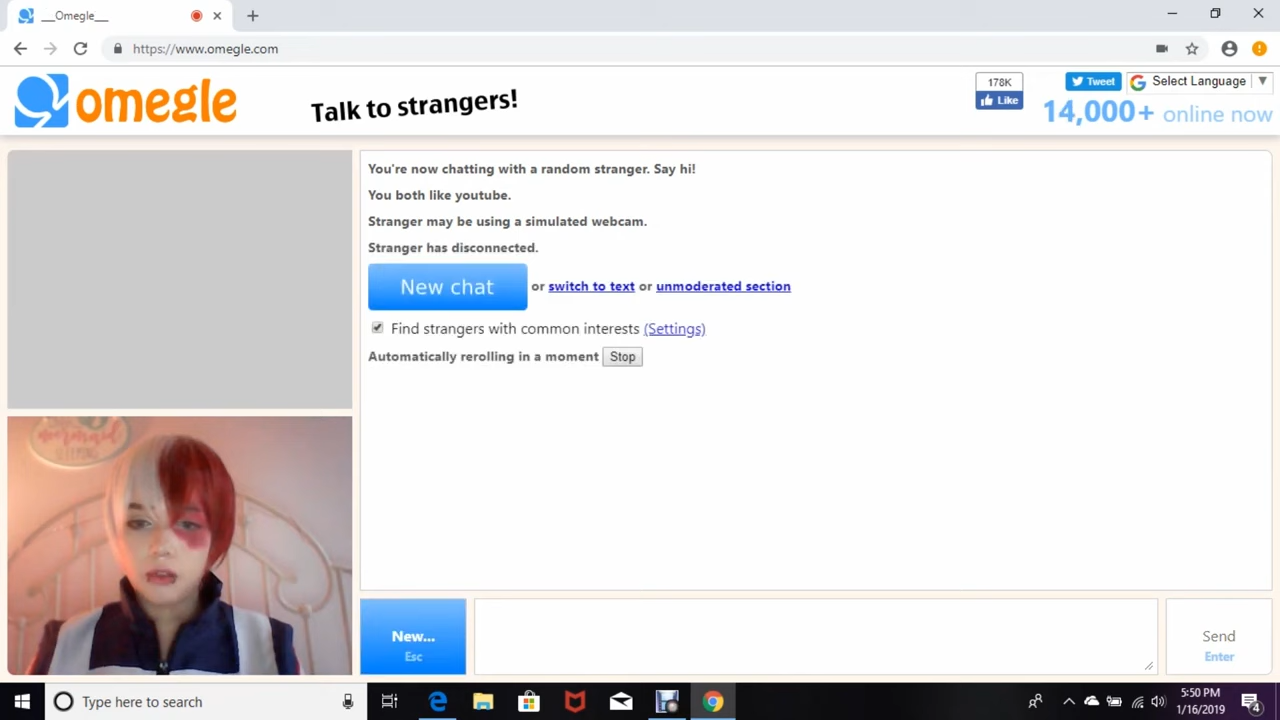 __Omegle__
https://www.omegle.com
omegle
Talk to strangers!
178K
Like
Tweet
Select Language
14,000+ online now
You're now chatting with a random stranger. Say hi!
You both like youtube.
Stranger may be using a simulated webcam.
Stranger has disconnected.
New chat or switch to text or unmoderated section
Find strangers with common interests (Settings)
Automatically rerolling in a moment Stop
mermaid
SLEEPING
New...
Esc
Send
Enter
Type here to search
5:50 PM
1/16/2019
4